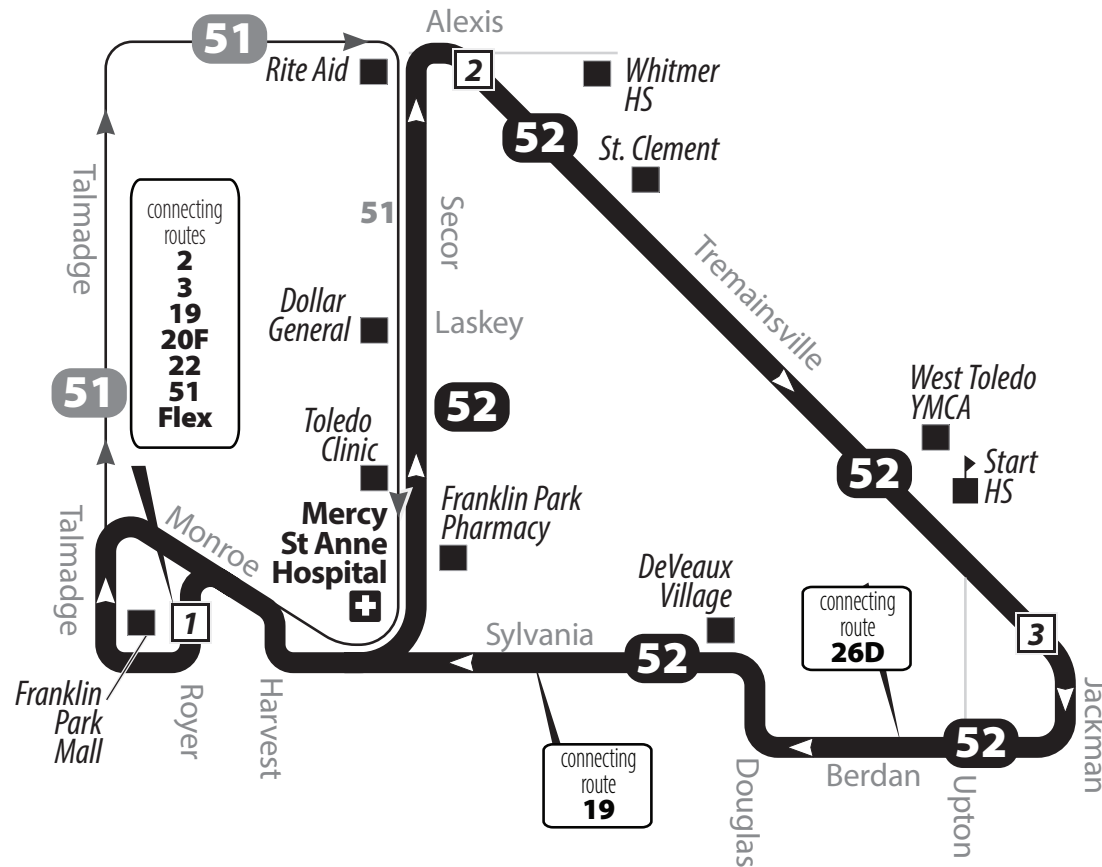 Alexis
51
Rite Aid
2
Whitmer
HS
52
St. Clement
Talmadge
connecting
routes
2
3
19
20F
22
51
Flex
51
Secor
Tremainsville
Dollar
General
Laskey
51
52
West Toledo
YMCA
Toledo
Clinic
52
Start
HS
Franklin Park
Pharmacy
Mercy
St Anne
Hospital
Talmadge
Monroe
DeVeaux
Village
connecting
route
26D
1
3
Sylvania
52
Franklin
Park
Mall
Royer
Harvest
Jackman
52
connecting
route
19
Douglas
Berdan
Upton